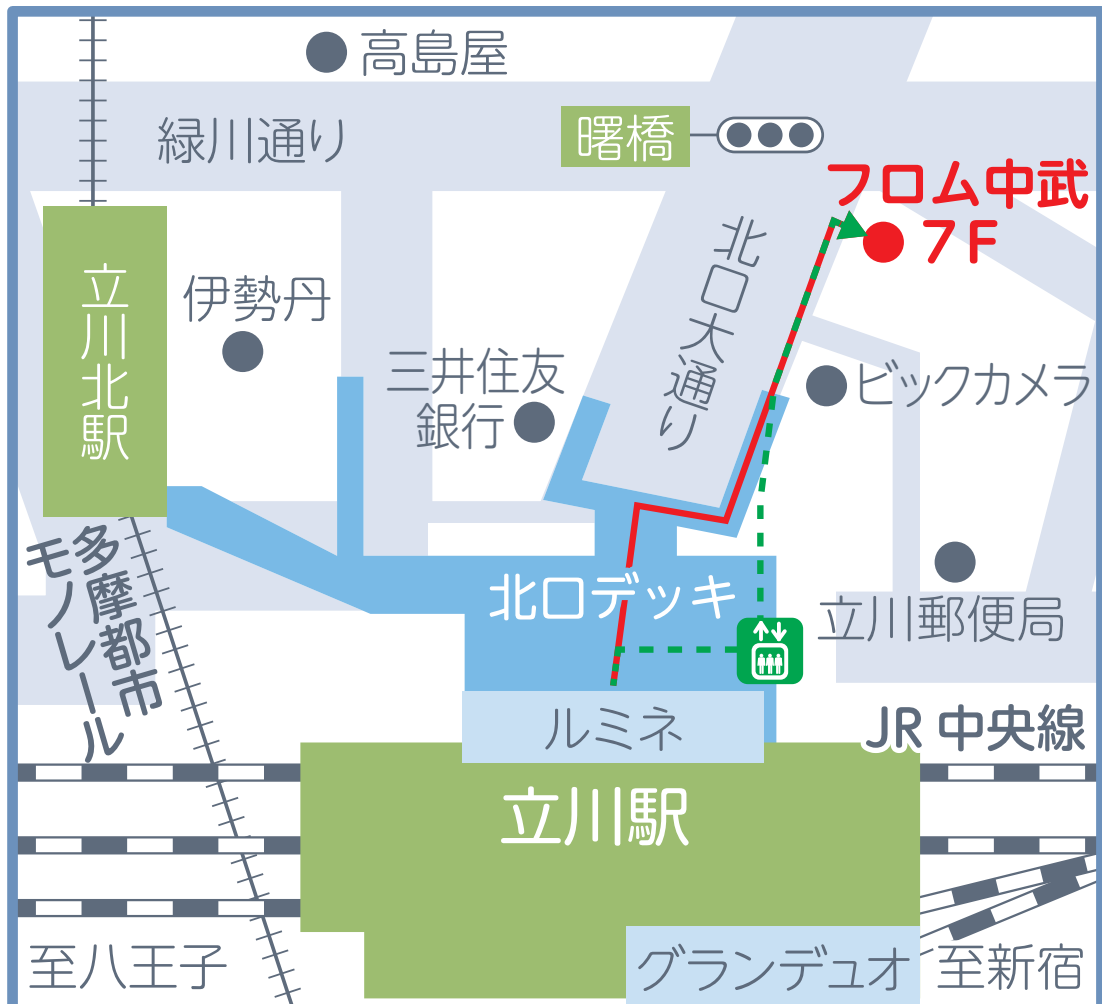 高島屋
緑川通り
曙橋
フロム中武
7F
北口大通り
立川北駅
伊勢丹
三井住友
銀行
ビックカメラ
多摩都市
モノレール
北口デッキ
立川郵便局
ルミネ
JR 中央線
立川駅
至八王子
グランデュオ
至新宿